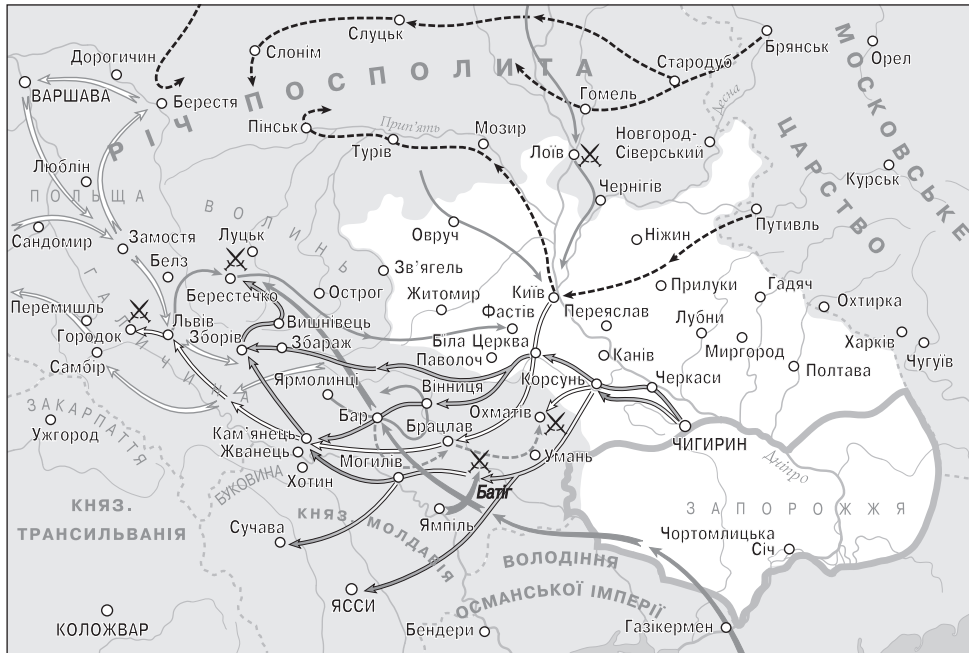 Слуцьк
Слонім
Брянськ
Орел
Дорогичин
Стародуб
ВАРШАВА
Берестя
Гомель
Десна
РІЧ ПОСПОЛИТА
МОСКОВСЬКЕ
ЦАРСТВО
Пінськ
Прип'ять
Мозир
Турів
Лоїв
Новгород-
Сіверський
Люблін
ПОЛЬЩА
Чернігів
Курськ
ВОЛИНЬ
Сандомир
Замостя
Луцьк
Овруч
Ніжин
Путивль
Белз
Берестечко
Острог
Зв'ягель
Житомир
Київ
Прилуки
Гадяч
Охтирка
Перемишль
Городок
Львів
Вишнівець
Фастів
Переяслав
Лубни
Харків
Чугуїв
ГАЛИЧИНА
Зборів
Збараж
Біла Церква
Миргород
Самбір
Паволоч
Канів
Полтава
Ярмолинці
Вінниця
Корсунь
Черкаси
ЗАКАРПАТТЯ
Ужгород
Бар
Охматів
Кам'янець
Брацлав
ЧИГИРИН
Жванець
Могилів
Умань
Дніпро
Хотин
БУКОВИНА
Батіг
ЗАПОРОЖЖЯ
КНЯЗ.
ТРАНСИЛЬВАНІЯ
КНЯЗ. МОЛДАВІЯ
Ямпіль
Сучава
Чортомлицька
Січ
ВОЛОДІННЯ
ОСМАНСЬКОЇ ІМПЕРІЇ
ЯССИ
КОЛОЖВАР
Бендери
Газікермен